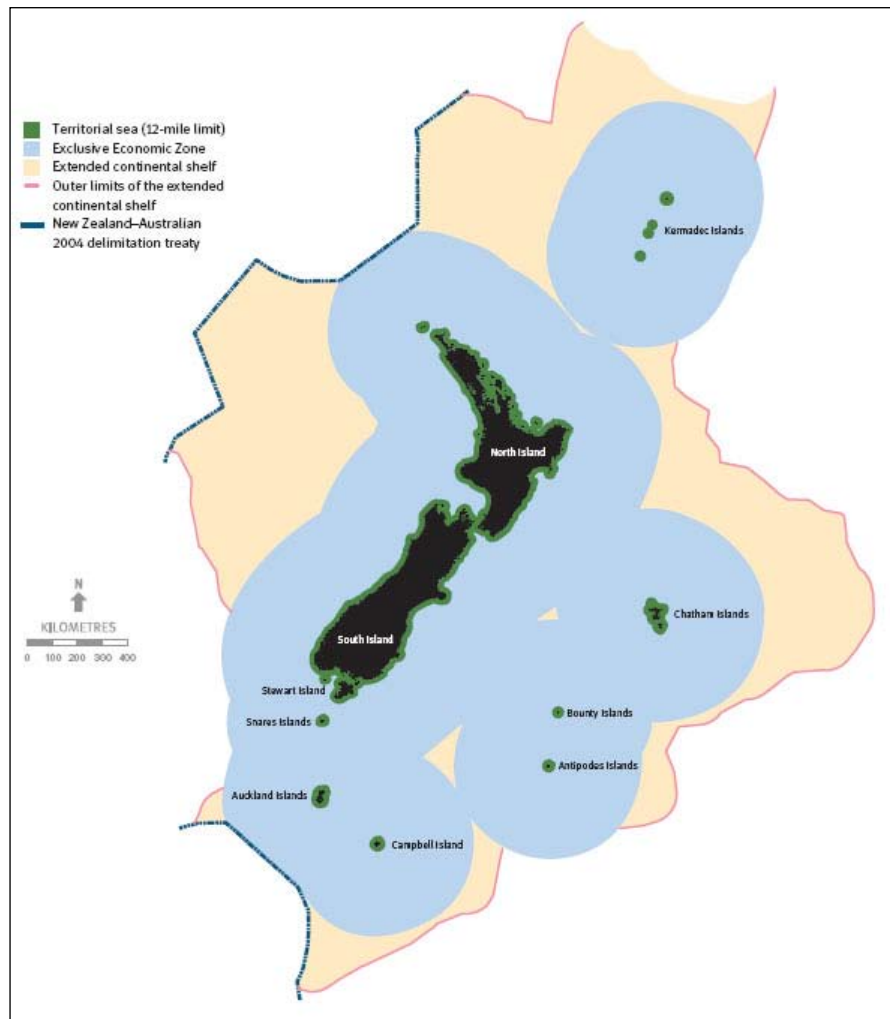 Territorial sea (12-mile limit)
Exclusive Economic Zone
Extended continental shelf
Outer limits of the extended
continental shelf
New Zealand–Australian
2004 delimitation treaty
Kermadec Islands
North Island
N
KILOMETRES
0 100 200 300 400
Chatham Islands
South Island
Stewart Island
Snares Islands
Bounty Islands
Antipodes Islands
Auckland Islands
Campbell Island